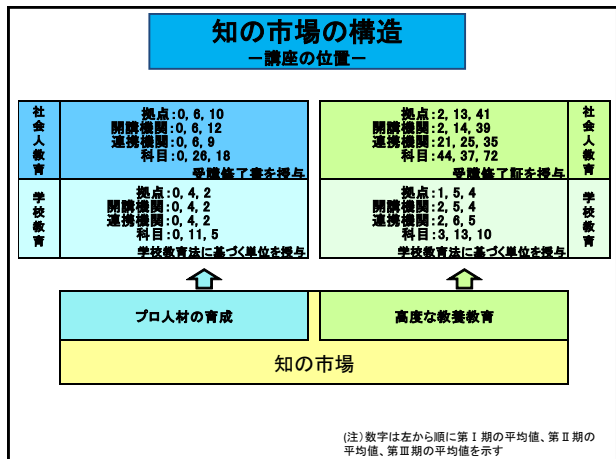 知の市場の構造
－講座の位置－
社会人教育
拠点:0, 6, 10
開講機関:0, 6, 12
連携機関:0, 6, 9
科目:0, 26, 18
受講修了書を授与
拠点:2, 13, 41
開講機関:2, 14, 39
連携機関:21, 25, 35
科目:44, 37, 72
受講修了証を授与
社会人教育
学校教育
拠点:0, 4, 2
開講機関:0, 4, 2
連携機関:0, 4, 2
科目:0, 11, 5
学校教育法に基づく単位を授与
拠点:1, 5, 4
開講機関:2, 5, 4
連携機関:2, 6, 5
科目:3, 13, 10
学校教育法に基づく単位を授与
学校教育
プロ人材の育成
高度な教養教育
知の市場
(注)数字は左から順に第Ⅰ期の平均値、第Ⅱ期の
平均値、第Ⅲ期の平均値を示す